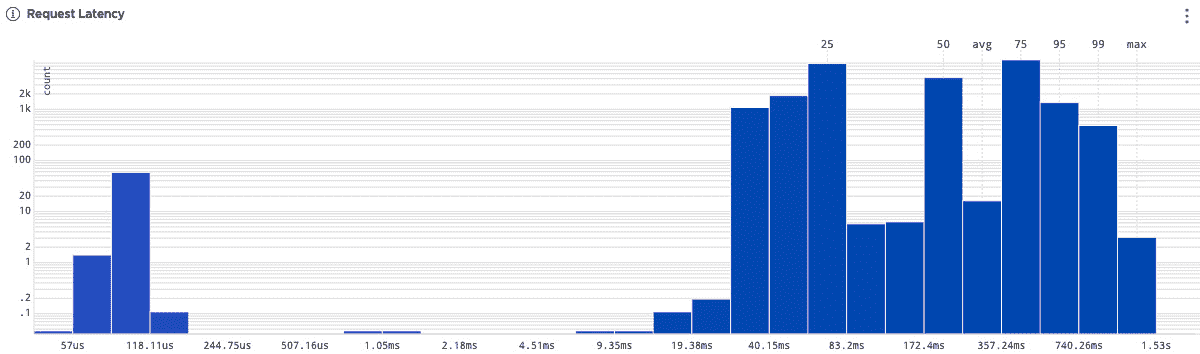 Request Latency
25 50 avg 75 95 99 max
count
2k
1k
200
100
20
10
2
1
.2
.1
57us 118.11us 244.75us 507.16us 1.05ms 2.18ms 4.51ms 9.35ms 19.38ms 40.15ms 83.2ms 172.4ms 357.24ms 740.26ms 1.53s